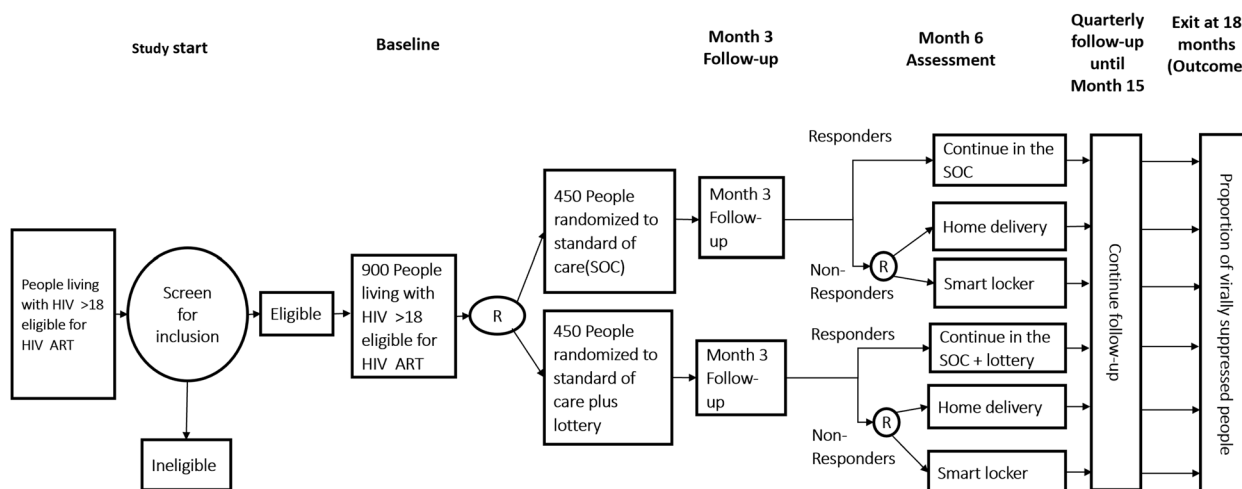 Study start
Baseline
Month 3
Follow-up
Month 6
Assessment
Quarterly
follow-up
until
Month 15
Exit at 18
months
(Outcome
People living
with HIV >18
eligible for
HIV ART
Screen
for
inclusion
Ineligible
Eligible
900 People
living with
HIV >18
eligible for
HIV ART
R
450 People
randomized to
standard of
care(SOC)
450 People
randomized to
standard of
care plus
lottery
Month 3
Follow-
up
Month 3
Follow-
up
Responders
Non-
Responders
R
Continue in the
SOC
Home delivery
Smart locker
Responders
Non-
Responders
R
Continue in the
SOC + lottery
Home delivery
Smart locker
Continue follow-up
Proportion of virally suppressed people